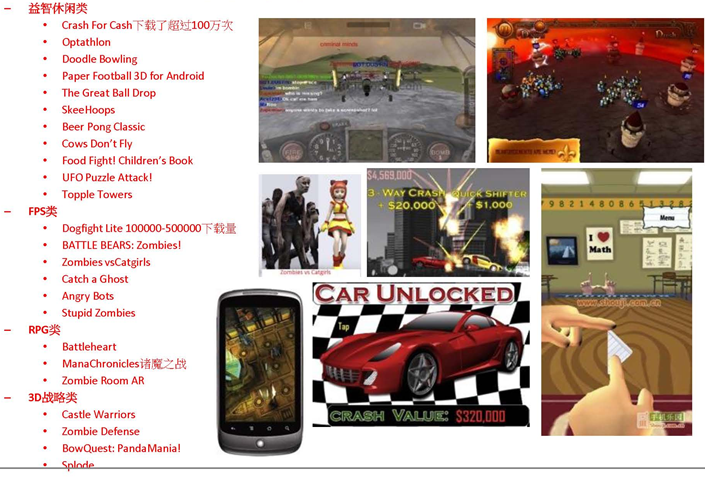 – 益智休闲类
• Crash For Cash下载了超过100万次
• Optathlon
• Doodle Bowling
• Paper Football 3D for Android
• The Great Ball Drop
• SkeeHoops
• Beer Pong Classic
• Cows Don't Fly
• Food Fight! Children's Book
• UFO Puzzle Attack!
• Topple Towers
– FPS类
• Dogfight Lite 100000-500000下载量
• BATTLE BEARS: Zombies!
• Zombies vsCatgirls
• Catch a Ghost
• Angry Bots
• Stupid Zombies
– RPG类
• Battleheart
• ManaChronicles诸魔之战
• Zombie Room AR
– 3D战略类
• Castle Warriors
• Zombie Defense
• BowQuest: PandaMania!
• Splode
criminal minds
Zombies vs Catgirls
$4,569,000
3-WAY CRASH QUICK SHIFTER
+ $20,000 + $1,000
CAR UNLOCKED
Tap
CRASH VALUE: $320,000
7 9 8 2 1 4 8 0 8 6 5 1
Menu
I ♥
Math
www.shouji.com.cn